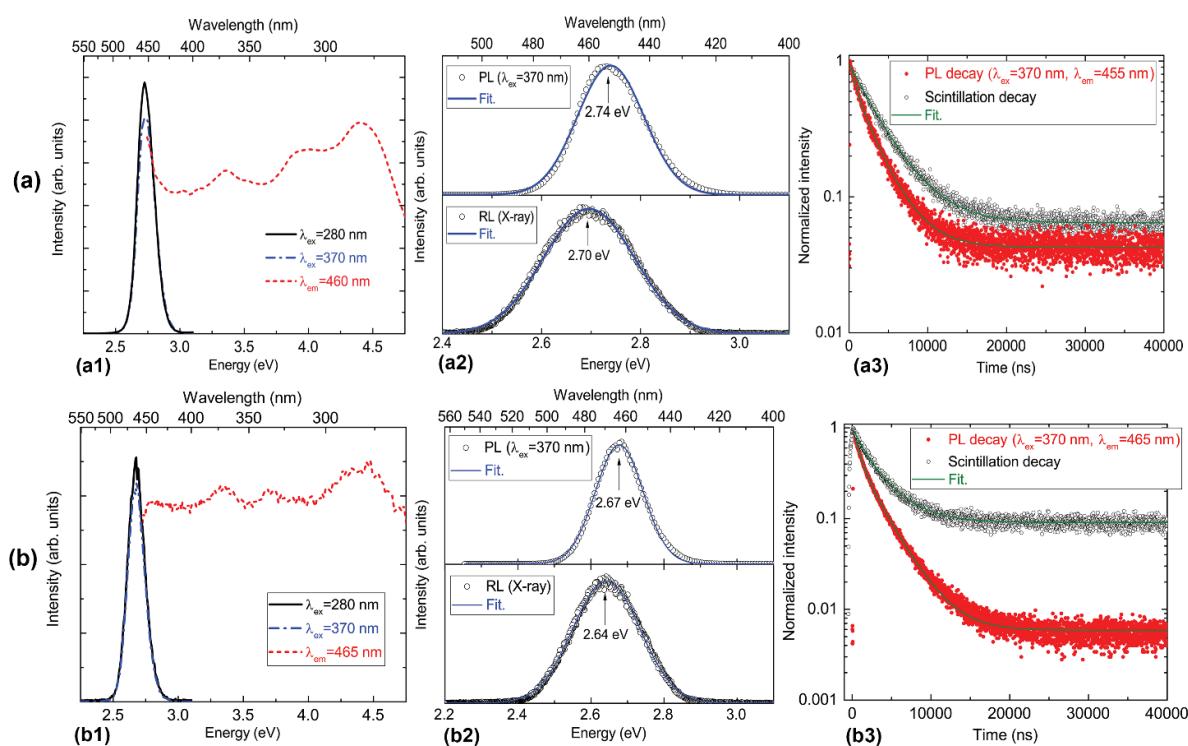 Wavelength (nm)
550 500 450 400 350 300
Intensity (arb. units)
(a)
λex=280 nm
λex=370 nm
λem=460 nm
2.5 3.0 3.5 4.0 4.5
Energy (eV)
(a1)
Wavelength (nm)
500 480 460 440 420 400
PL (λex=370 nm)
Fit.
2.74 eV
Intensity (arb. units)
RL (X-ray)
Fit.
2.70 eV
2.4 2.6 2.8 3.0
Energy (eV)
(a2)
PL decay (λex=370 nm, λem=455 nm)
Scintillation decay
Fit.
Normalized intensity
1
0.1
0.01
0 10000 20000 30000 40000
Time (ns)
(a3)
Wavelength (nm)
550 500 450 400 350 300
Intensity (arb. units)
(b)
λex=280 nm
λex=370 nm
λem=465 nm
2.5 3.0 3.5 4.0 4.5
Energy (eV)
(b1)
Wavelength (nm)
560 540 520 500 480 460 440 420 400
PL (λex=370 nm)
Fit.
2.67 eV
Intensity (arb. units)
RL (X-ray)
Fit.
2.64 eV
2.2 2.4 2.6 2.8 3.0
Energy (eV)
(b2)
PL decay (λex=370 nm, λem=465 nm)
Scintillation decay
Fit.
Normalized intensity
1
0.1
0.01
0.001
0 10000 20000 30000 40000
Time (ns)
(b3)